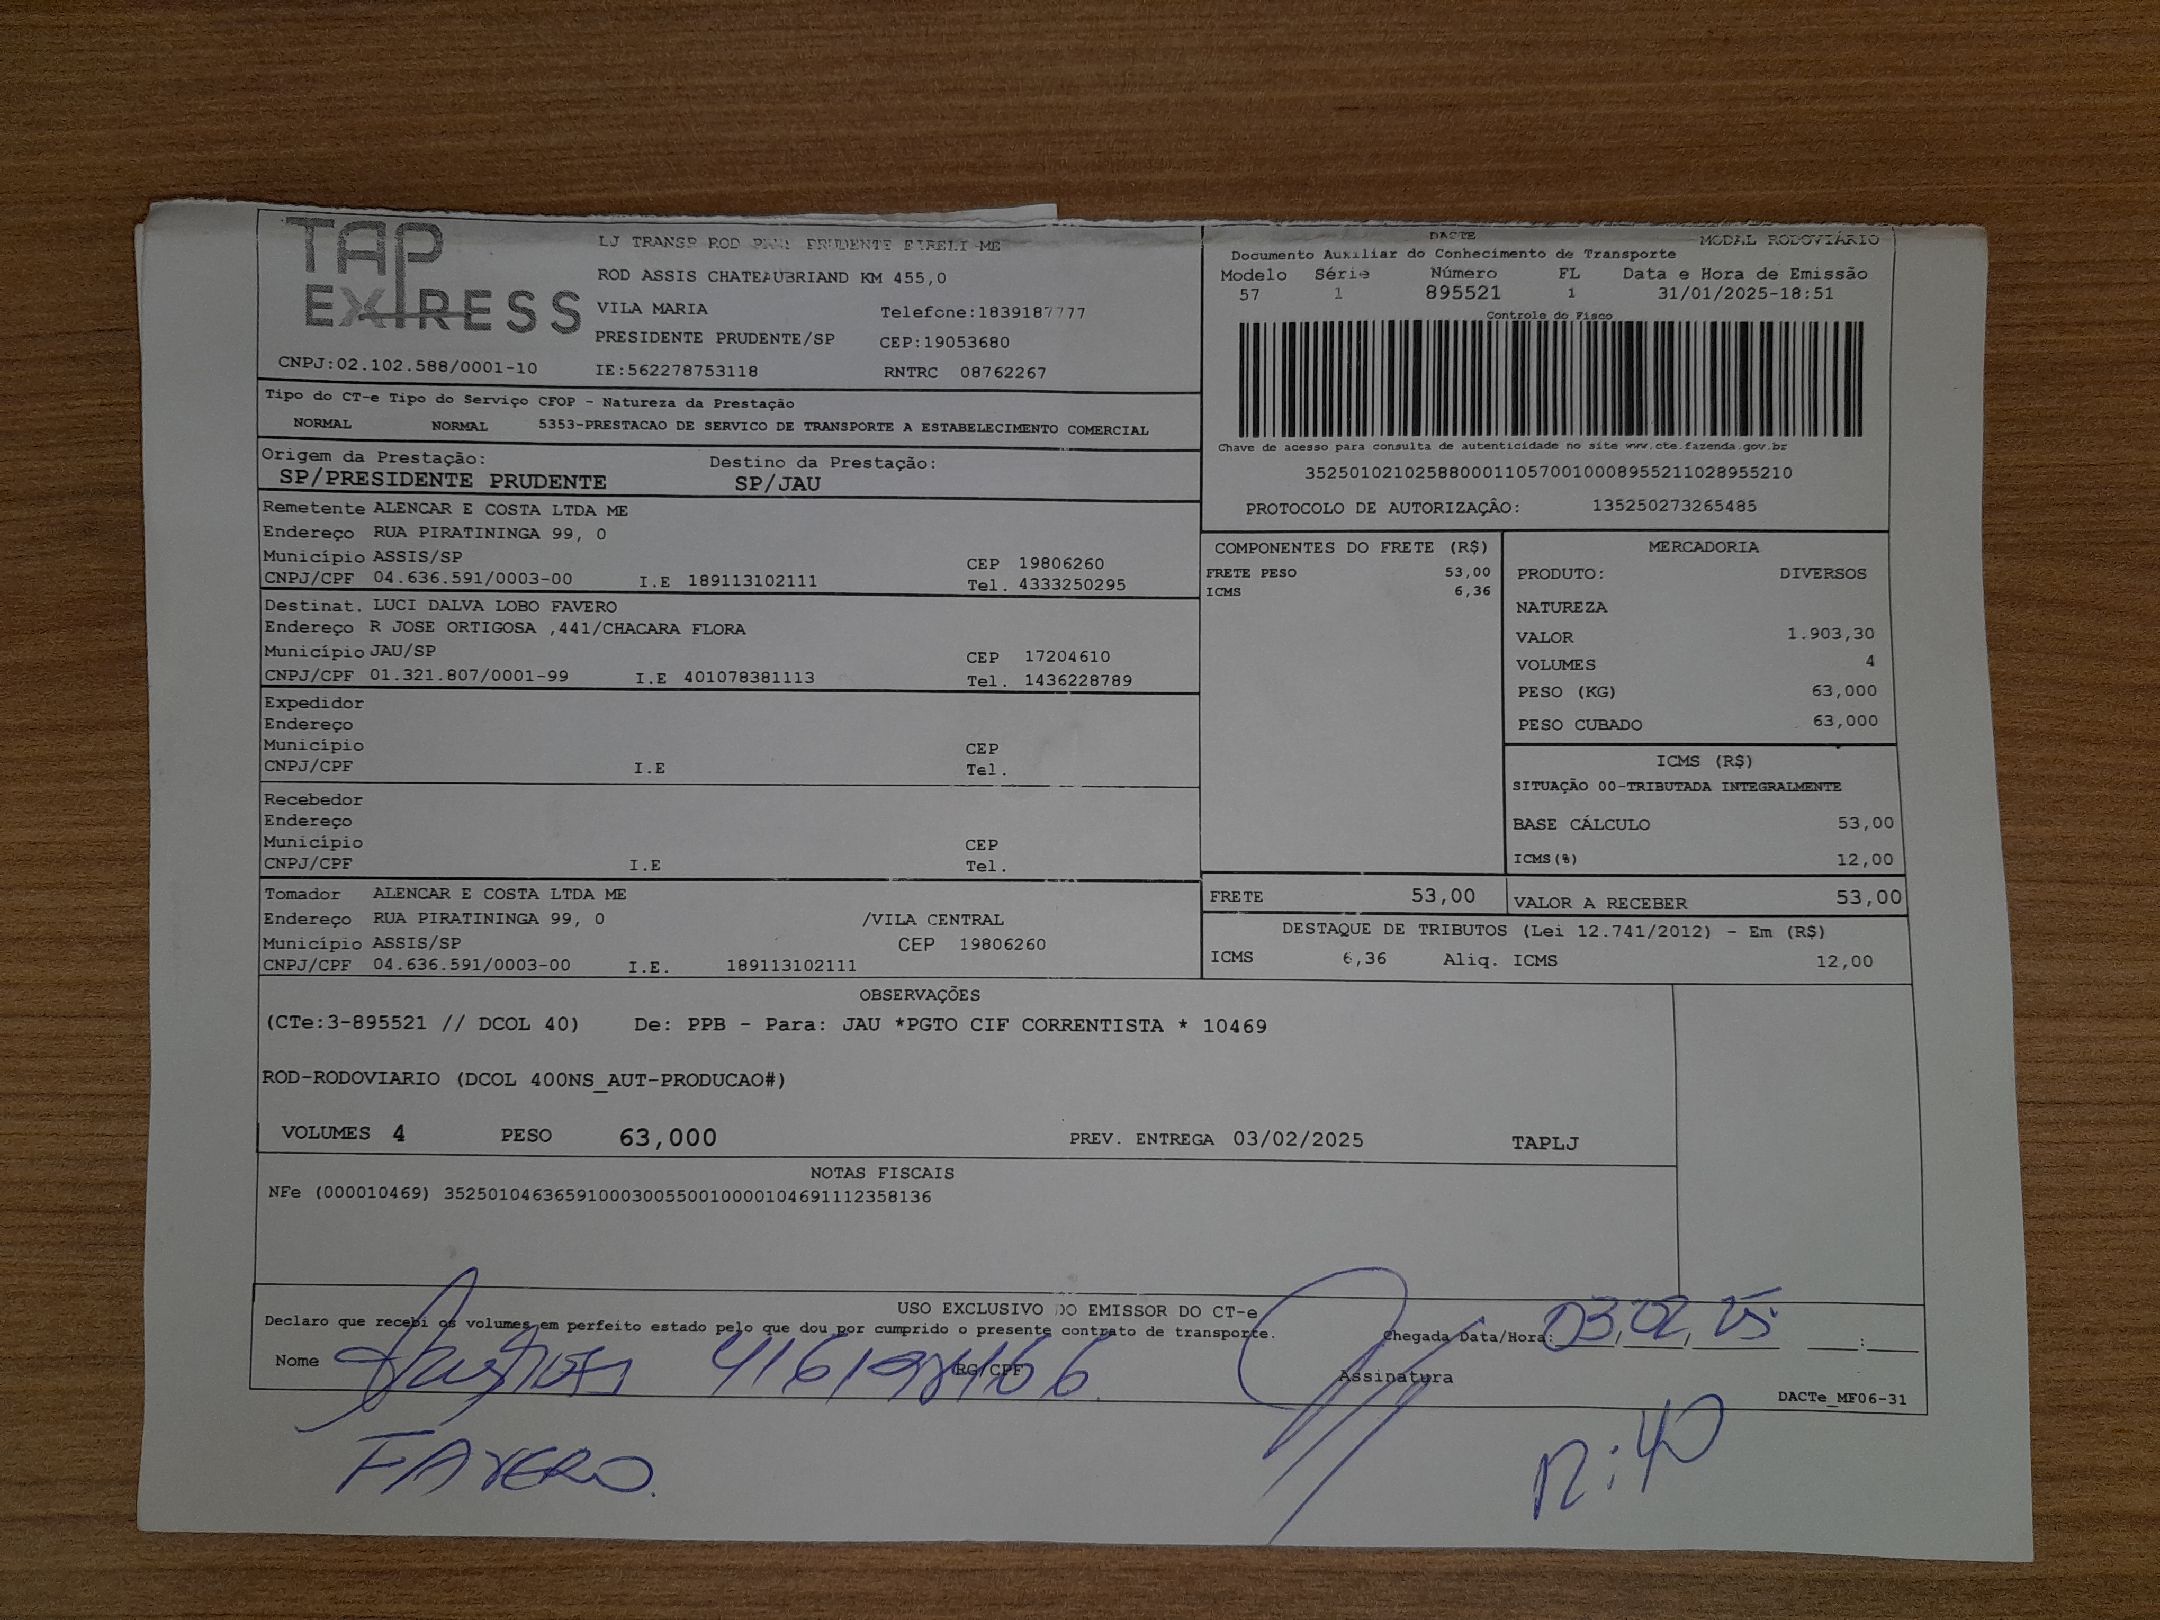 TAP
EXPRESS
LJ TRANSP ROD PRES PRUDENTE EIRELI-ME
ROD ASSIS CHATEAUBRIAND KM 455,0
VILA MARIA Telefone:1839187777
PRESIDENTE PRUDENTE/SP CEP:19053680
CNPJ:02.102.588/0001-10 IE:562278753118 RNTRC 08762267
DACTE MODAL RODOVIÁRIO
Documento Auxiliar do Conhecimento de Transporte
Modelo Série Número FL Data e Hora de Emissão
57 1 895521 1 31/01/2025-18:51
Controle do Fisco
Chave de acesso para consulta de autenticidade no site www.cte.fazenda.gov.br
35250102102588000110570010008955211028955210
PROTOCOLO DE AUTORIZAÇÃO: 135250273265485
Tipo do CT-e Tipo do Serviço CFOP - Natureza da Prestação
NORMAL NORMAL 5353-PRESTACAO DE SERVICO DE TRANSPORTE A ESTABELECIMENTO COMERCIAL
Origem da Prestação: Destino da Prestação:
SP/PRESIDENTE PRUDENTE SP/JAU
Remetente ALENCAR E COSTA LTDA ME
Endereço RUA PIRATININGA 99, 0
Município ASSIS/SP CEP 19806260
CNPJ/CPF 04.636.591/0003-00 I.E 189113102111 Tel. 4333250295
Destinat. LUCI DALVA LOBO FAVERO
Endereço R JOSE ORTIGOSA ,441/CHACARA FLORA
Município JAU/SP CEP 17204610
CNPJ/CPF 01.321.807/0001-99 I.E 401078381113 Tel. 1436228789
Expedidor
Endereço
Município CEP
CNPJ/CPF I.E Tel.
Recebedor
Endereço
Município CEP
CNPJ/CPF I.E Tel.
Tomador ALENCAR E COSTA LTDA ME
Endereço RUA PIRATININGA 99, 0 /VILA CENTRAL
Município ASSIS/SP CEP 19806260
CNPJ/CPF 04.636.591/0003-00 I.E. 189113102111
COMPONENTES DO FRETE (R$)
FRETE PESO 53,00
ICMS 6,36
MERCADORIA
PRODUTO: DIVERSOS
NATUREZA
VALOR 1.903,30
VOLUMES 4
PESO (KG) 63,000
PESO CUBADO 63,000
ICMS (R$)
SITUAÇÃO 00-TRIBUTADA INTEGRALMENTE
BASE CÁLCULO 53,00
ICMS(%) 12,00
FRETE 53,00 VALOR A RECEBER 53,00
DESTAQUE DE TRIBUTOS (Lei 12.741/2012) - Em (R$)
ICMS 6,36 Aliq. ICMS 12,00
OBSERVAÇÕES
(CTe:3-895521 // DCOL 40) De: PPB - Para: JAU *PGTO CIF CORRENTISTA * 10469
ROD-RODOVIARIO (DCOL 400NS_AUT-PRODUCAO#)
VOLUMES 4 PESO 63,000 PREV. ENTREGA 03/02/2025 TAPLJ
NOTAS FISCAIS
NFe (000010469) 35250104636591000300550010000104691112358136
USO EXCLUSIVO DO EMISSOR DO CT-e
Declaro que recebi os volumes em perfeito estado pelo que dou por cumprido o presente contrato de transporte.
Chegada Data/Hora: 03,02,25 __:__
Nome RG/CPF Assinatura
DACTe_MF06-31
FAVERO.